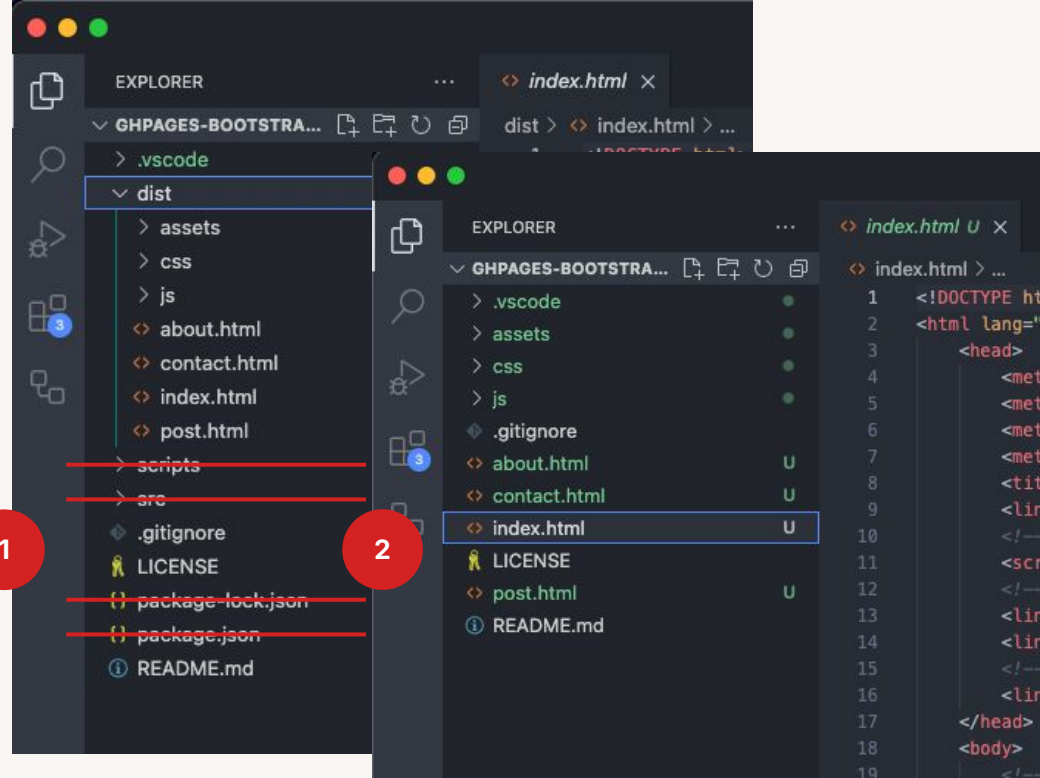 EXPLORER
index.html
GHPAGES-BOOTSTRA...
dist > index.html > ...
1 <!DOCTYPE html>
.vscode
dist
assets
css
js
about.html
contact.html
index.html
post.html
scripts
src
.gitignore
LICENSE
package-lock.json
package.json
README.md
3
1
EXPLORER
index.html U
GHPAGES-BOOTSTRA...
index.html > ...
.vscode
assets
css
js
.gitignore
about.html U
contact.html U
index.html U
LICENSE
post.html U
README.md
3
2
1 <!DOCTYPE ht
2 <html lang="
3 <head>
4 <met
5 <met
6 <met
7 <met
8 <tit
9 <lin
10 <!--
11 <scr
12 <!--
13 <lin
14 <lin
15 <!--
16 <lin
17 </head>
18 <body>
19 <!--